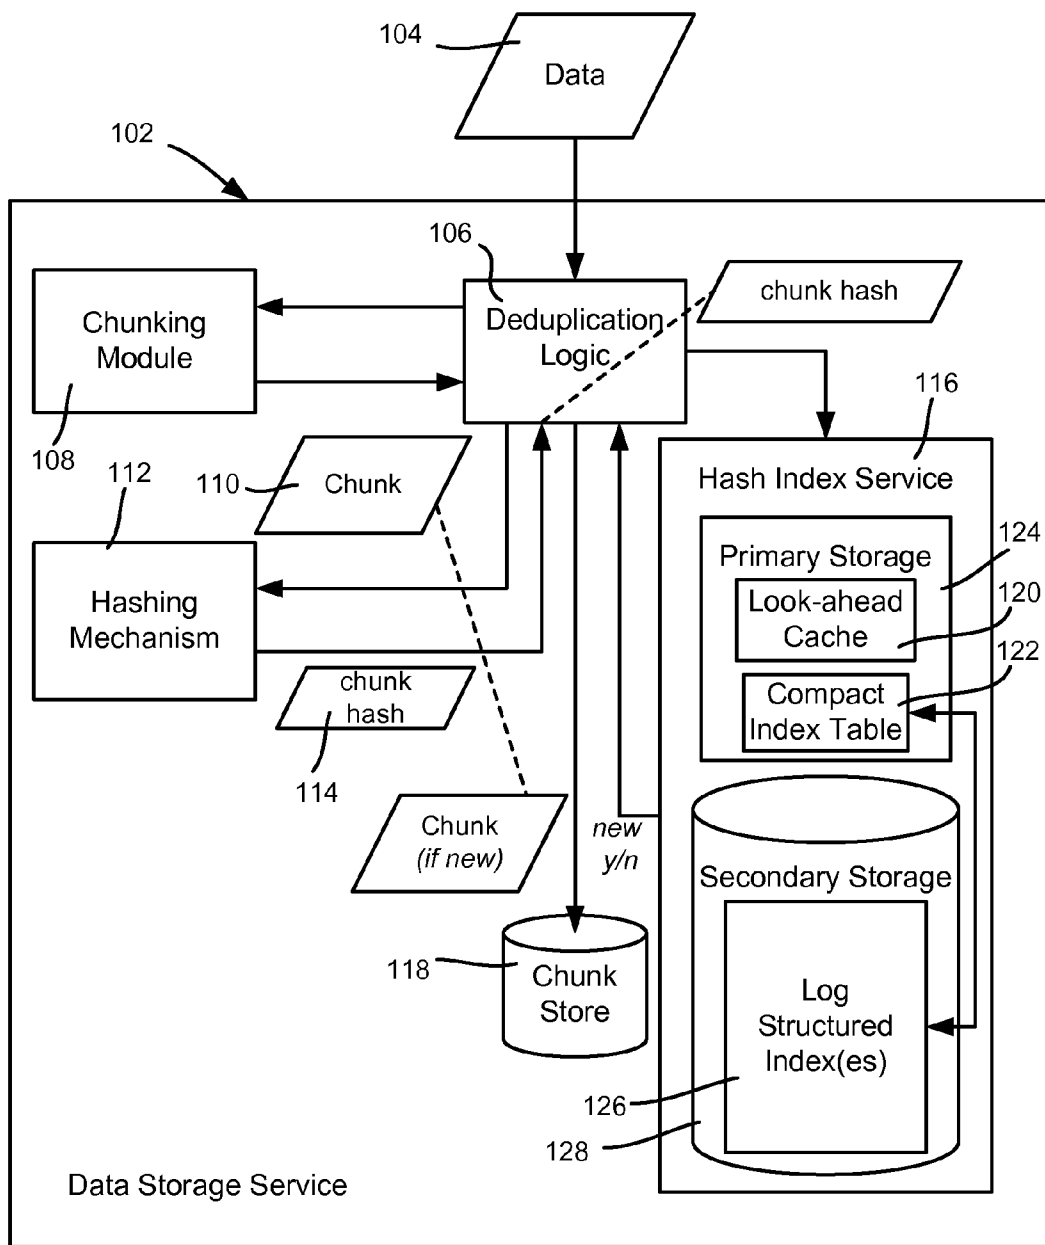 104
Data
102
106
chunk hash
Chunking
Module
Deduplication
Logic
116
108
110
Chunk
112
Hash Index Service
Primary Storage
124
Look-ahead
Cache
120
Hashing
Mechanism
122
chunk
hash
Compact
Index Table
114
Chunk
(if new)
new
y/n
Secondary Storage
118
Chunk
Store
Log
Structured
Index(es)
126
128
Data Storage Service